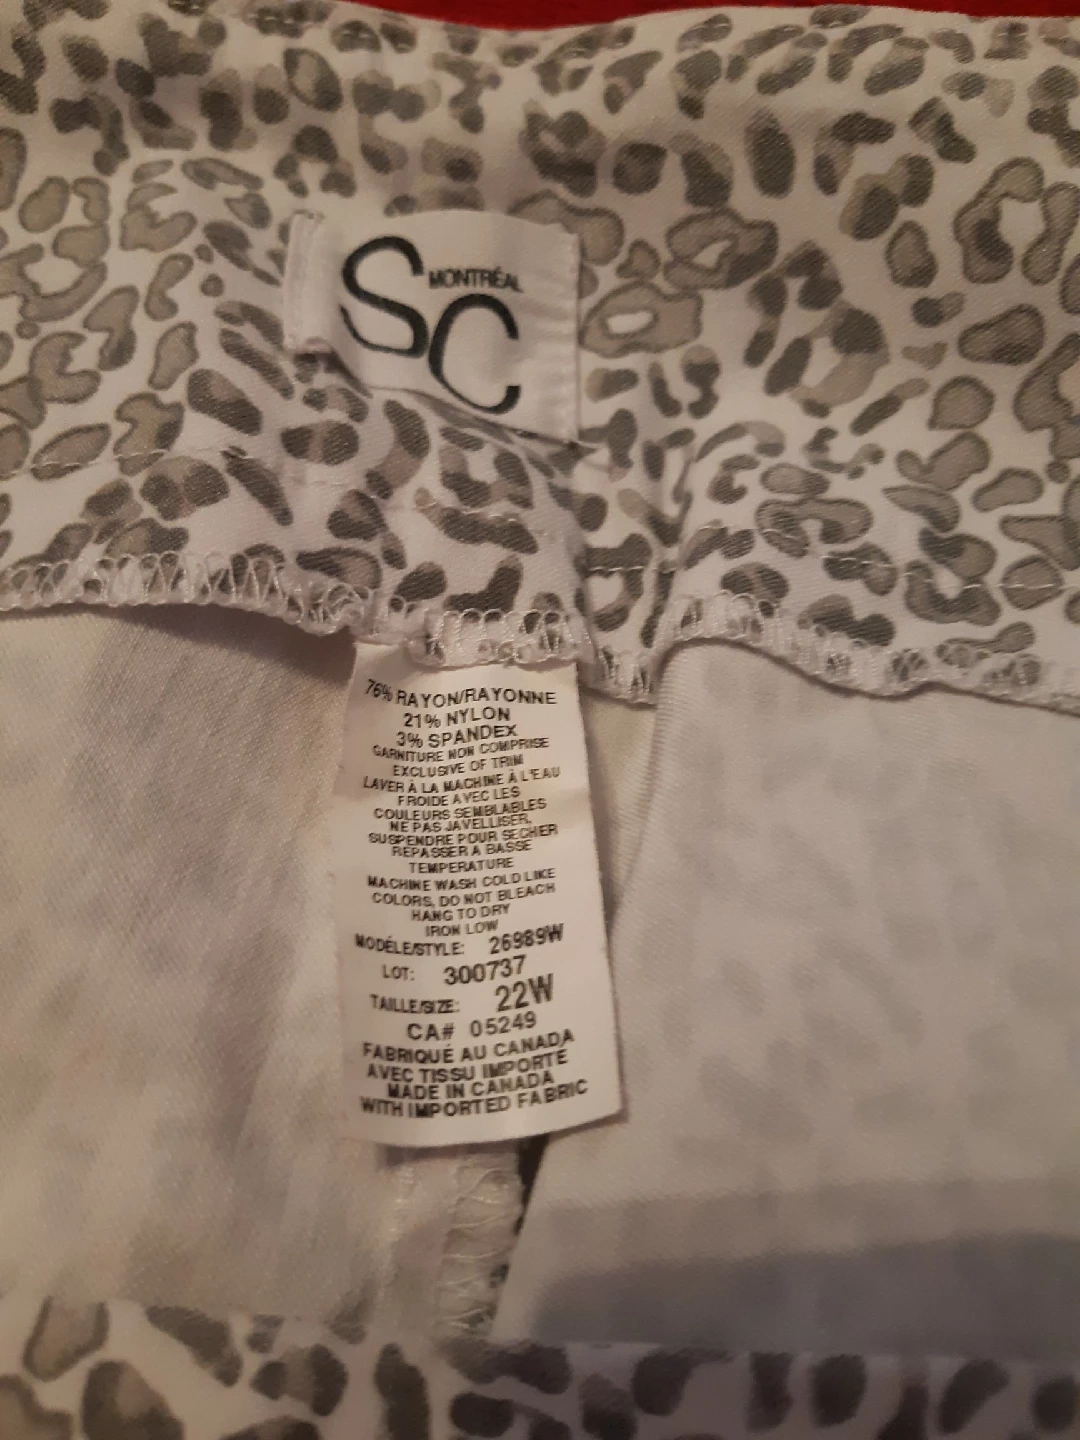 SC MONTRÉAL
76% RAYON/RAYONNE
21% NYLON
3% SPANDEX
GARNITURE NON COMPRISE
EXCLUSIVE OF TRIM
LAVER À LA MACHINE À L'EAU
FROIDE AVEC LES
COULEURS SEMBLABLES
NE PAS JAVELLISER,
SUSPENDRE POUR SECHER
REPASSER A BASSE
TEMPERATURE
MACHINE WASH COLD LIKE
COLORS, DO NOT BLEACH
HANG TO DRY
IRON LOW
MODÈLE/STYLE: 26989W
LOT: 300737
TAILLE/SIZE: 22W
CA# 05249
FABRIQUÉ AU CANADA
AVEC TISSU IMPORTE
MADE IN CANADA
WITH IMPORTED FABRIC